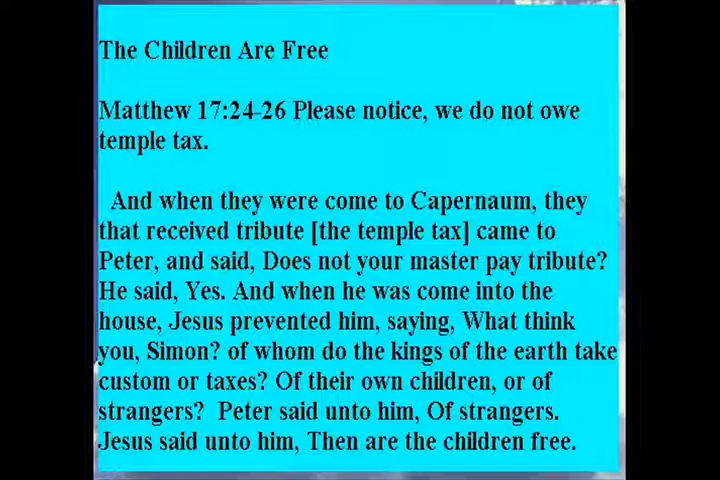 The Children Are Free
Matthew 17:24-26 Please notice, we do not owe
temple tax.
And when they were come to Capernaum, they
that received tribute [the temple tax] came to
Peter, and said, Does not your master pay tribute?
He said, Yes. And when he was come into the
house, Jesus prevented him, saying, What think
you, Simon? of whom do the kings of the earth take
custom or taxes? Of their own children, or of
strangers? Peter said unto him, Of strangers.
Jesus said unto him, Then are the children free.